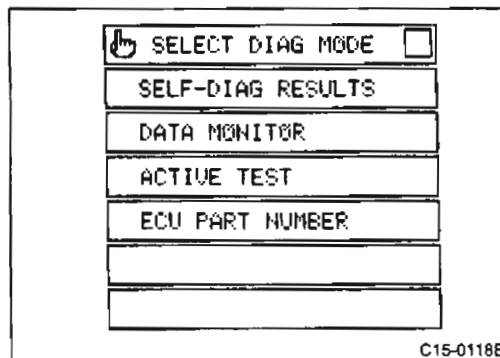 SELECT DIAG MODE
SELF-DIAG RESULTS
DATA MONITOR
ACTIVE TEST
ECU PART NUMBER
C15-0118E